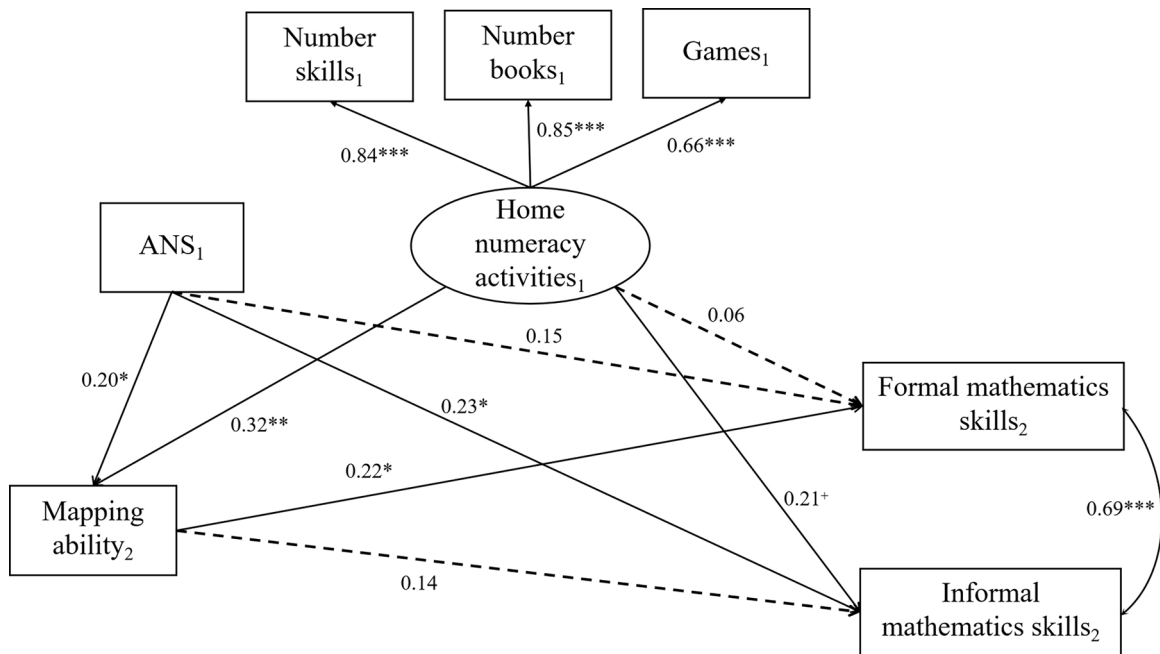 Number
skills₁
Number
books₁
Games₁
0.84***
0.85***
0.66***
ANS₁
Home
numeracy
activities₁
0.06
0.15
0.20*
0.32**
0.23*
Formal mathematics
skills₂
0.22*
0.21⁺
0.69***
Mapping
ability₂
0.14
Informal
mathematics skills₂